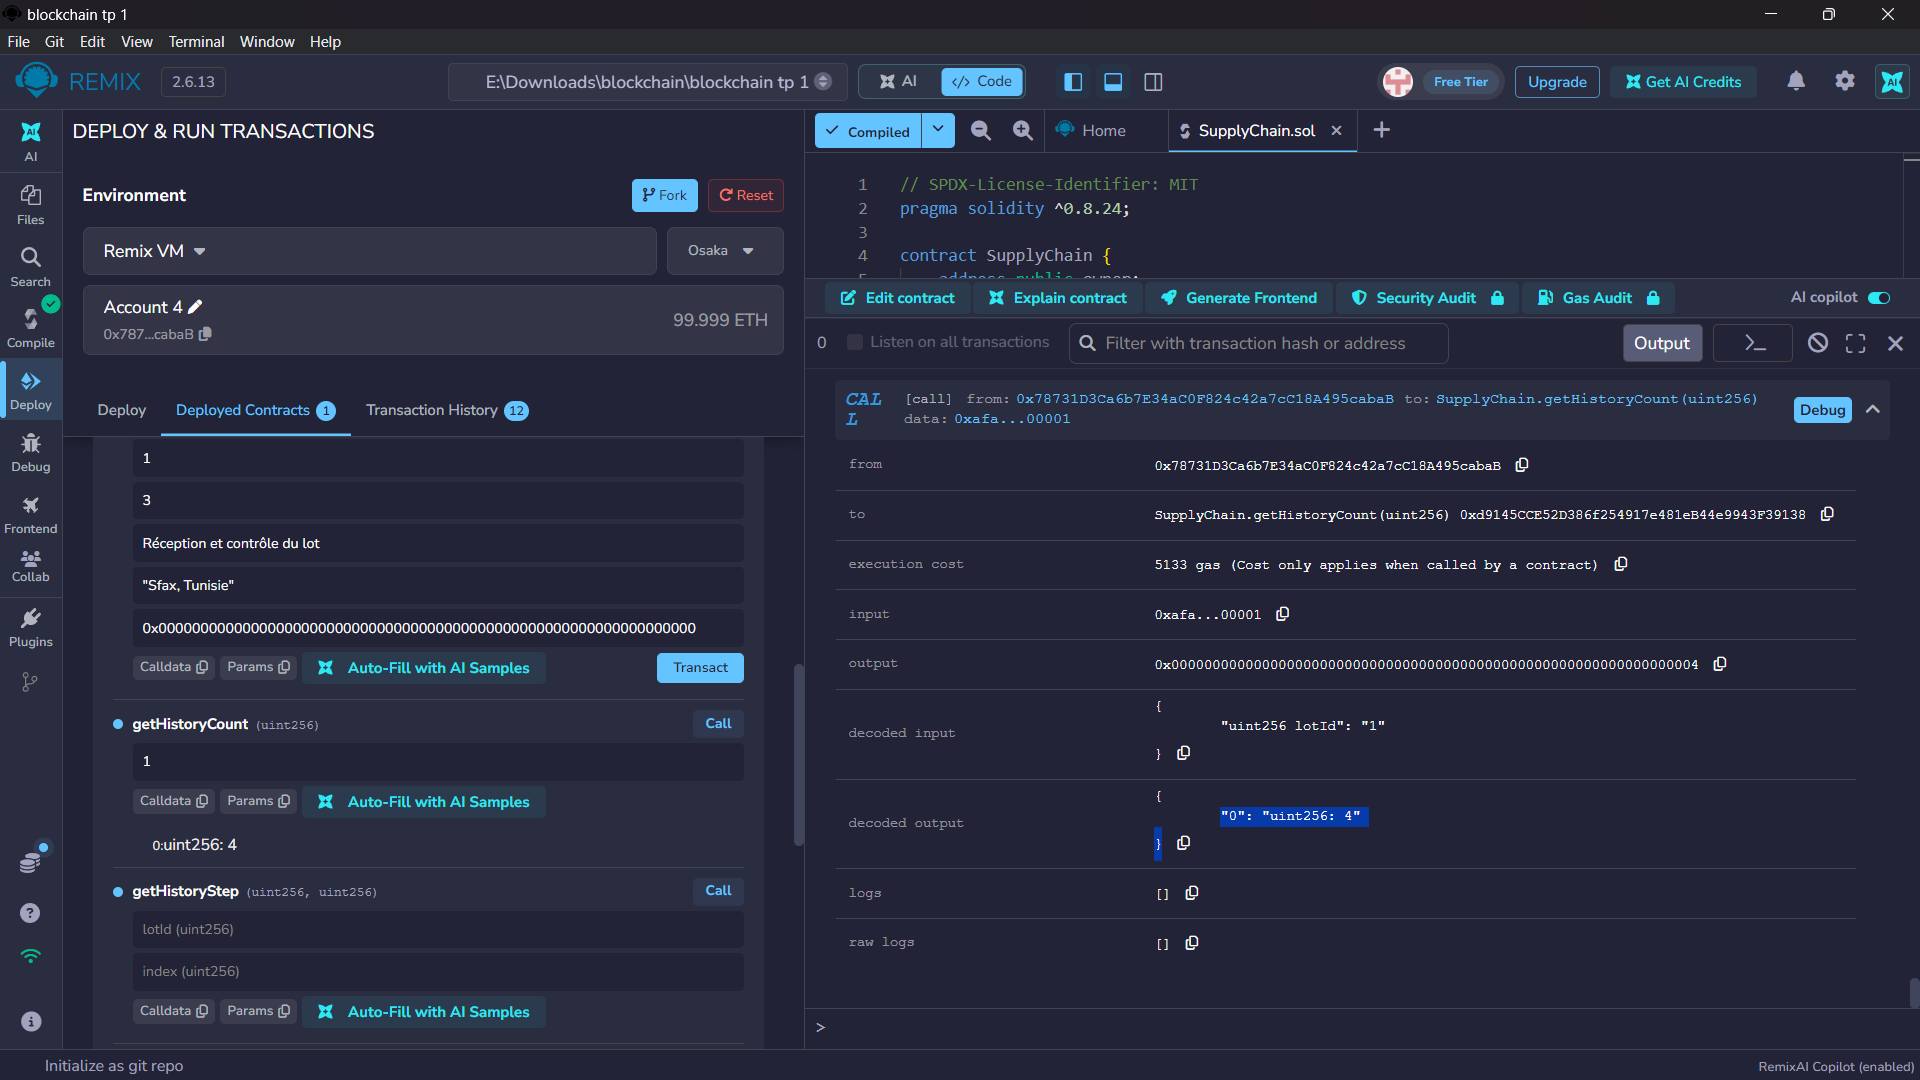 blockchain tp 1
File Git Edit View Terminal Window Help
REMIX 2.6.13 E:\Downloads\blockchain\blockchain tp 1 AI </> Code Free Tier Upgrade Get AI Credits AI
AI
Files
Search
Compile
Deploy
Debug
Frontend
Collab
Plugins
DEPLOY & RUN TRANSACTIONS
Environment Fork Reset
Remix VM Osaka
Account 4
0x787...cabaB 99.999 ETH
Deploy Deployed Contracts 1 Transaction History 12
1
3
Réception et contrôle du lot
"Sfax, Tunisie"
Calldata Params Auto-Fill with AI Samples Transact
getHistoryCount (uint256) Call
1
Calldata Params Auto-Fill with AI Samples
0:uint256: 4
getHistoryStep (uint256, uint256) Call
lotId (uint256)
index (uint256)
Calldata Params Auto-Fill with AI Samples
Compiled Home SupplyChain.sol
1 // SPDX-License-Identifier: MIT
2 pragma solidity ^0.8.24;
3
4 contract SupplyChain {
5 address public owner;
Edit contract Explain contract Generate Frontend Security Audit Gas Audit AI copilot
0 Listen on all transactions Filter with transaction hash or address Output >_
CALL [call] from: 0x78731D3Ca6b7E34aC0F824c42a7cC18A495cabaB to: SupplyChain.getHistoryCount(uint256)
data: 0xafa...00001 Debug
from 0x78731D3Ca6b7E34aC0F824c42a7cC18A495cabaB
to SupplyChain.getHistoryCount(uint256) 0xd9145CCE52D386f254917e481eB44e9943F39138
execution cost 5133 gas (Cost only applies when called by a contract)
input 0xafa...00001
output 0x0000000000000000000000000000000000000000000000000000000000000004
decoded input {
"uint256 lotId": "1"
}
decoded output {
"0": "uint256: 4"
}
logs []
raw logs []
>
Initialize as git repo RemixAI Copilot (enabled)